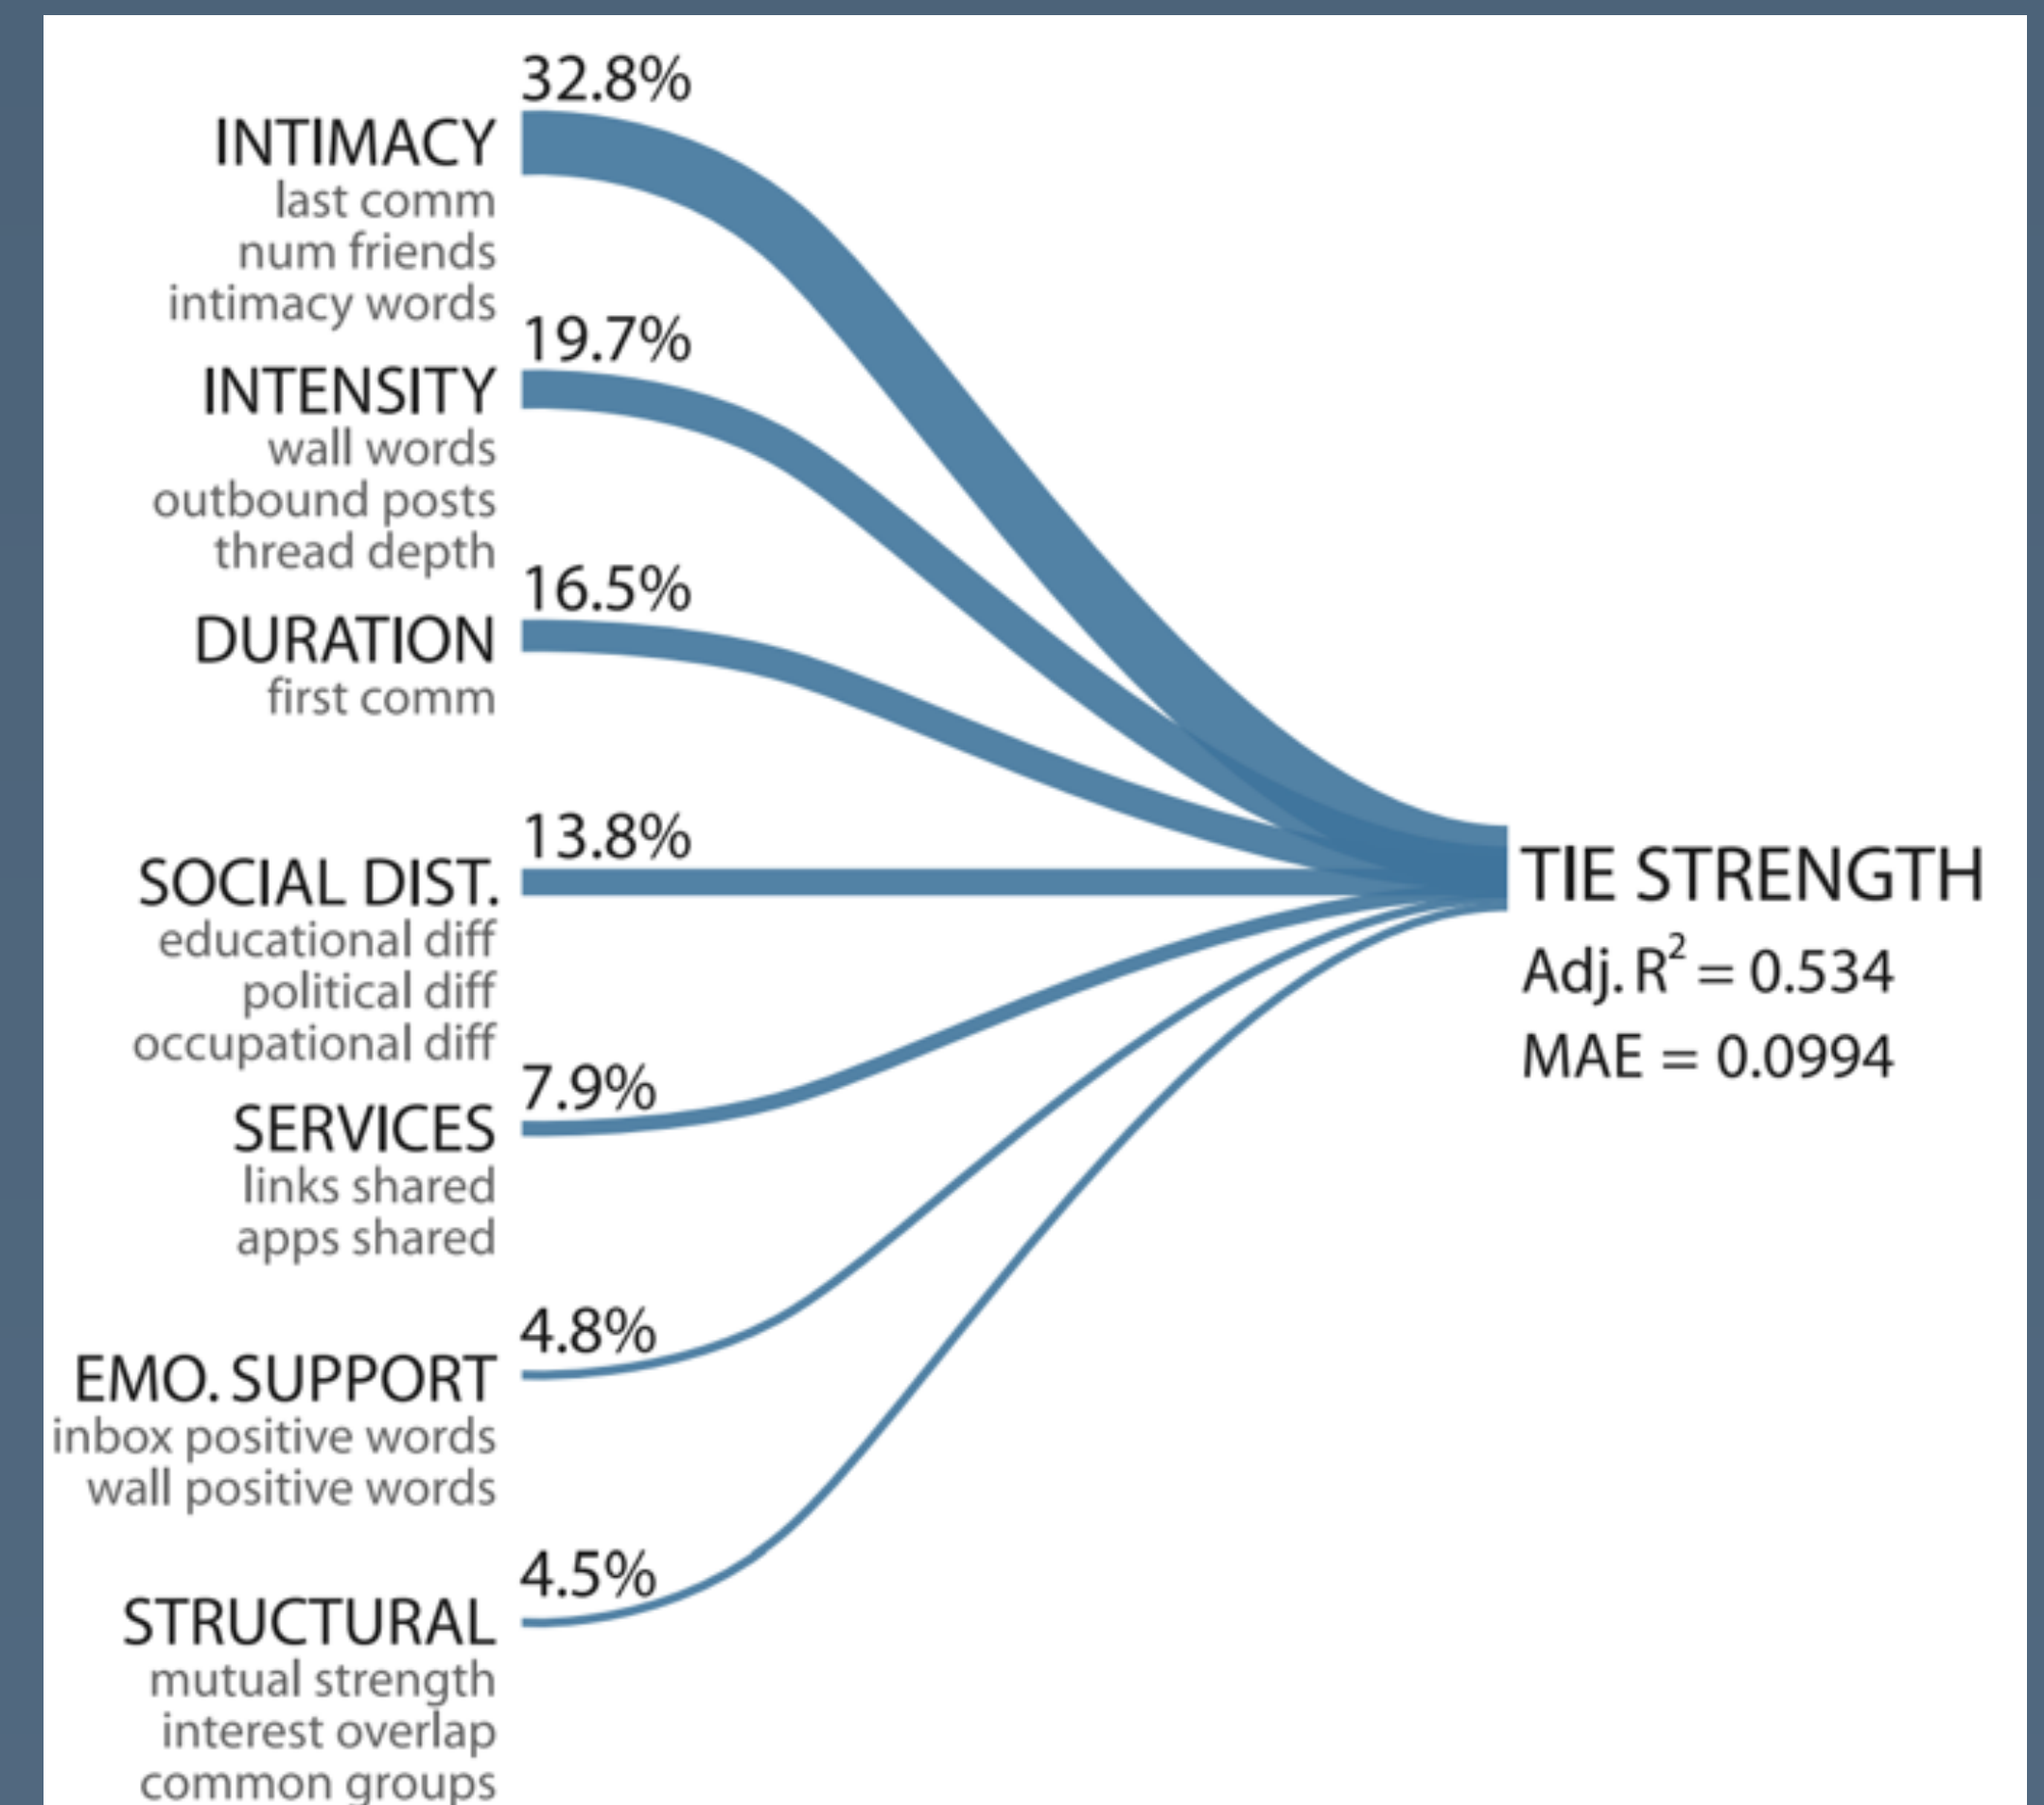 32.8%
INTIMACY
last comm
num friends
intimacy words
19.7%
INTENSITY
wall words
outbound posts
thread depth
16.5%
DURATION
first comm
13.8%
SOCIAL DIST.
educational diff
political diff
occupational diff
7.9%
SERVICES
links shared
apps shared
4.8%
EMO. SUPPORT
inbox positive words
wall positive words
4.5%
STRUCTURAL
mutual strength
interest overlap
common groups
TIE STRENGTH
Adj. R² = 0.534
MAE = 0.0994